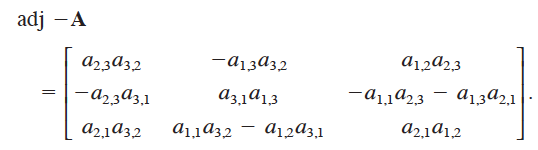 adj −A
= [ a2,3a3,2 −a1,3a3,2 a1,2a2,3
−a2,3a3,1 a3,1a1,3 −a1,1a2,3 − a1,3a2,1
a2,1a3,2 a1,1a3,2 − a1,2a3,1 a2,1a1,2 ].